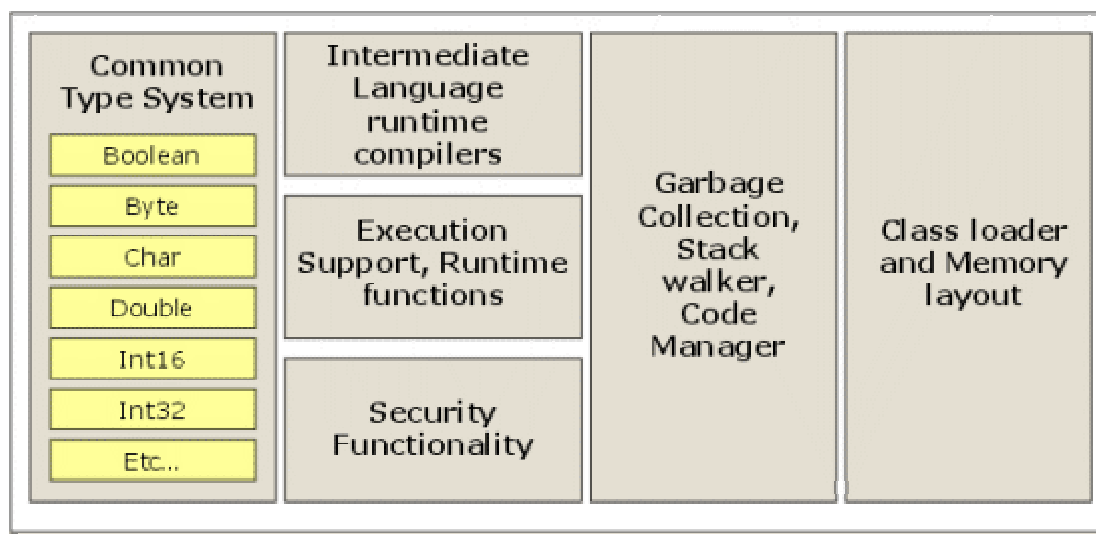 Common
Type System
Boolean
Byte
Char
Double
Int16
Int32
Etc...
Intermediate
Language
runtime
compilers
Execution
Support, Runtime
functions
Security
Functionality
Garbage
Collection,
Stack
walker,
Code
Manager
Class loader
and Memory
layout